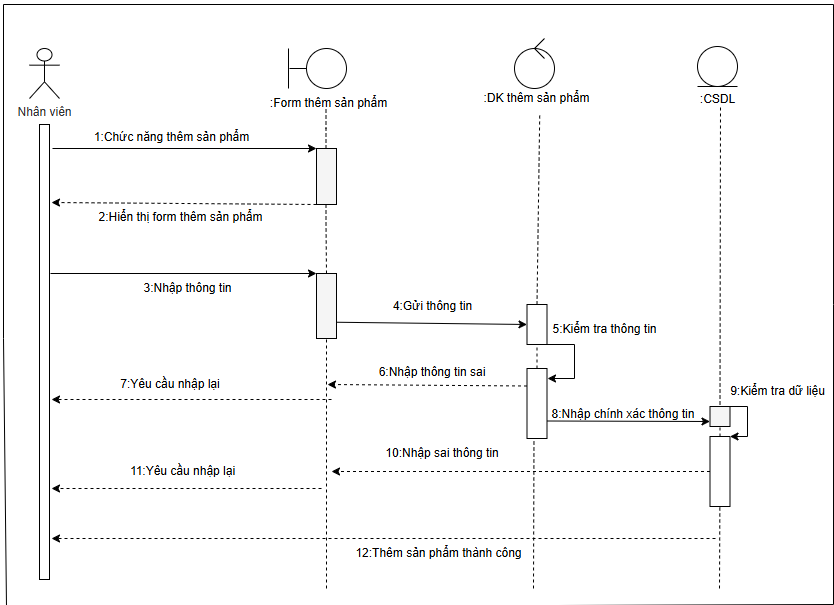 Nhân viên
:Form thêm sản phẩm
:DK thêm sản phẩm
:CSDL
1:Chức năng thêm sản phẩm
2:Hiển thị form thêm sản phẩm
3:Nhập thông tin
4:Gửi thông tin
5:Kiểm tra thông tin
6:Nhập thông tin sai
7:Yêu cầu nhập lại
8:Nhập chính xác thông tin
9:Kiểm tra dữ liệu
10:Nhập sai thông tin
11:Yêu cầu nhập lại
12:Thêm sản phẩm thành công